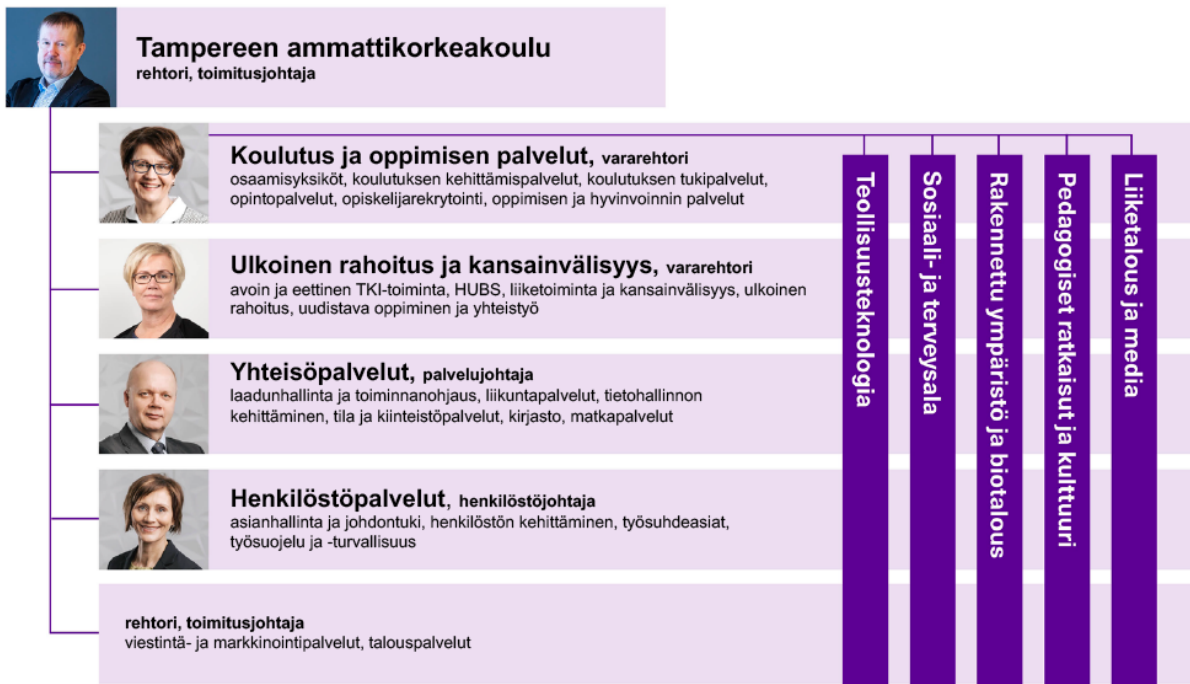 Tampereen ammattikorkeakoulu
rehtori, toimitusjohtaja
Koulutus ja oppimisen palvelut, vararehtori
osaamisyksiköt, koulutuksen kehittämispalvelut, koulutuksen tukipalvelut,
opintopalvelut, opiskelijarekrytointi, oppimisen ja hyvinvoinnin palvelut
Ulkoinen rahoitus ja kansainvälisyys, vararehtori
avoin ja eettinen TKI-toiminta, HUBS, liiketoiminta ja kansainvälisyys, ulkoinen
rahoitus, uudistava oppiminen ja yhteistyö
Yhteisöpalvelut, palvelujohtaja
laadunhallinta ja toiminnanohjaus, liikuntapalvelut, tietohallinnon
kehittäminen, tila ja kiinteistöpalvelut, kirjasto, matkapalvelut
Henkilöstöpalvelut, henkilöstöjohtaja
asianhallinta ja johdontuki, henkilöstön kehittäminen, työsuhdeasiat,
työsuojelu ja -turvallisuus
rehtori, toimitusjohtaja
viestintä- ja markkinointipalvelut, talouspalvelut
Teollisuusteknologia
Sosiaali- ja terveysala
Rakennettu ympäristö ja biotalous
Pedagogiset ratkaisut ja kulttuuri
Liiketalous ja media